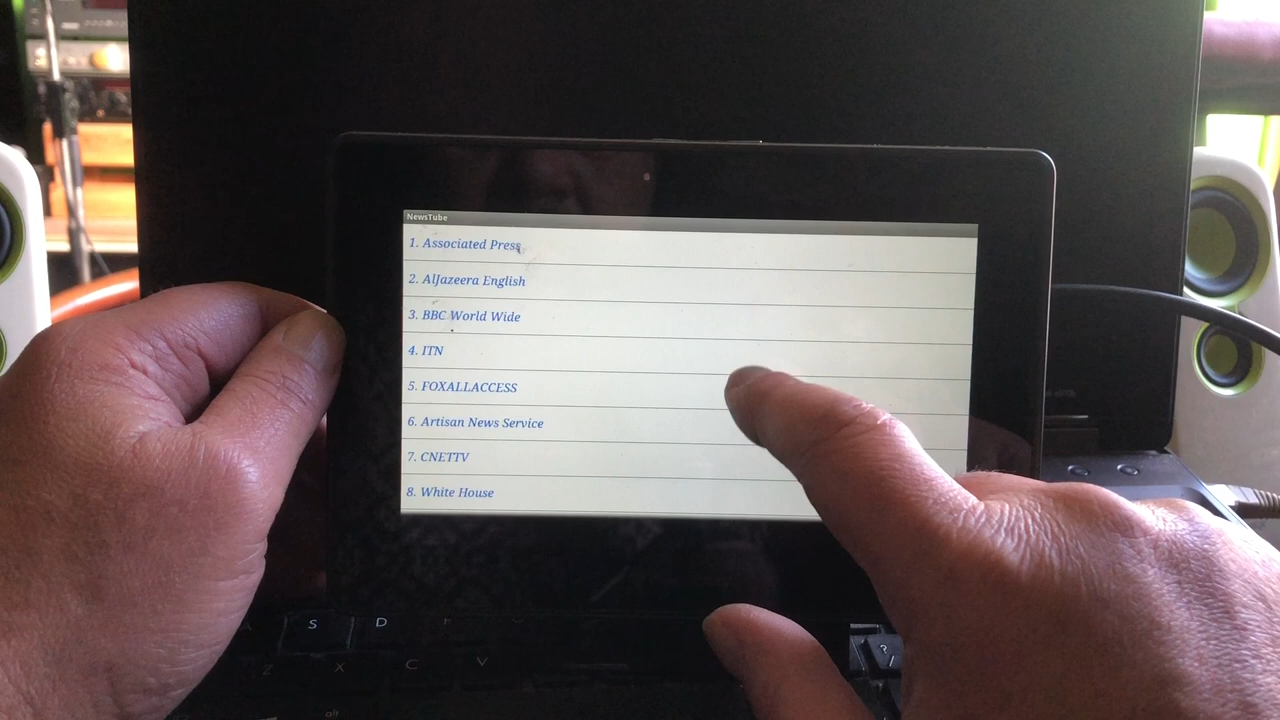 NewsTube
1. Associated Press
2. AlJazeera English
3. BBC World Wide
4. ITN
5. FOXALLACCESS
6. Artisan News Service
7. CNETTV
8. White House
S D F
Z X C V
?
/
alt